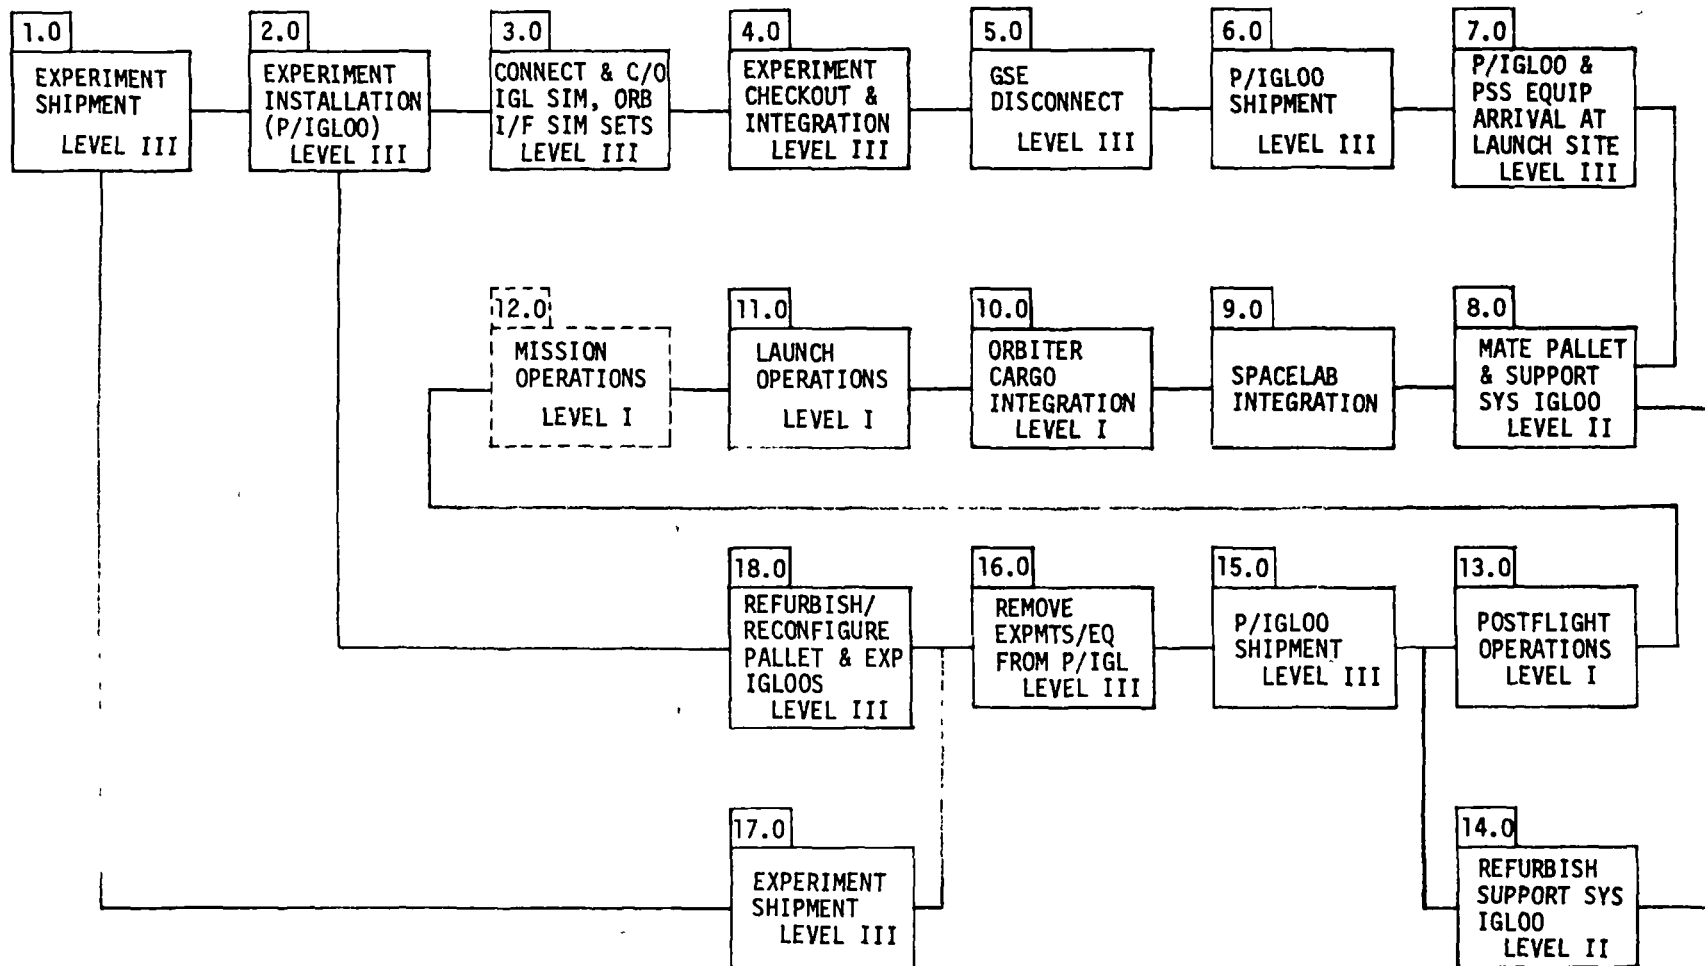 1.0
EXPERIMENT
SHIPMENT
LEVEL III
2.0
EXPERIMENT
INSTALLATION
(P/IGLOO)
LEVEL III
3.0
CONNECT & C/O
IGL SIM, ORB
I/F SIM SETS
LEVEL III
4.0
EXPERIMENT
CHECKOUT &
INTEGRATION
LEVEL III
5.0
GSE
DISCONNECT
LEVEL III
6.0
P/IGLOO
SHIPMENT
LEVEL III
7.0
P/IGLOO &
PSS EQUIP
ARRIVAL AT
LAUNCH SITE
LEVEL III
12.0
MISSION
OPERATIONS
LEVEL I
11.0
LAUNCH
OPERATIONS
LEVEL I
10.0
ORBITER
CARGO
INTEGRATION
LEVEL I
9.0
SPACELAB
INTEGRATION
8.0
MATE PALLET
& SUPPORT
SYS IGLOO
LEVEL II
18.0
REFURBISH/
RECONFIGURE
PALLET & EXP
IGLOOS
LEVEL III
16.0
REMOVE
EXPMTS/EQ
FROM P/IGL
LEVEL III
15.0
P/IGLOO
SHIPMENT
LEVEL III
13.0
POSTFLIGHT
OPERATIONS
LEVEL I
17.0
EXPERIMENT
SHIPMENT
LEVEL III
14.0
REFURBISH
SUPPORT SYS
IGLOO
LEVEL II